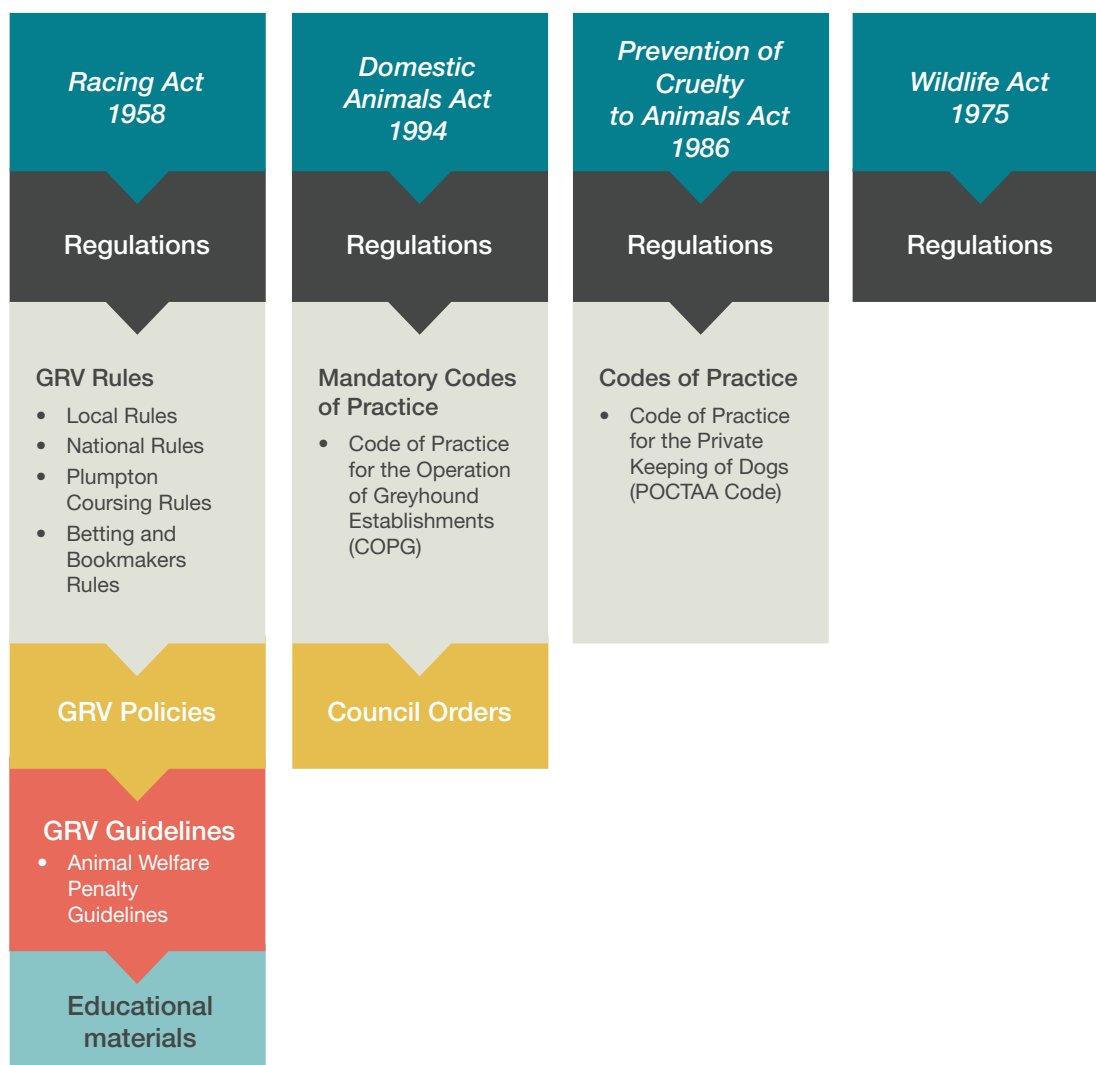 Racing Act
1958
Regulations
GRV Rules
• Local Rules
• National Rules
• Plumpton
Coursing Rules
• Betting and
Bookmakers
Rules
GRV Policies
GRV Guidelines
• Animal Welfare
Penalty
Guidelines
Educational
materials
Domestic
Animals Act
1994
Regulations
Mandatory Codes
of Practice
• Code of Practice
for the Operation
of Greyhound
Establishments
(COPG)
Council Orders
Prevention of
Cruelty
to Animals Act
1986
Regulations
Codes of Practice
• Code of Practice
for the Private
Keeping of Dogs
(POCTAA Code)
Wildlife Act
1975
Regulations